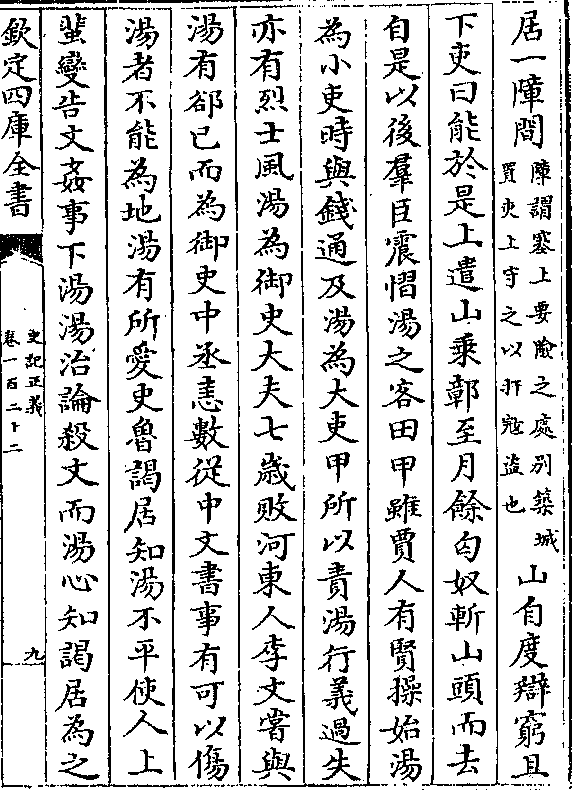 居一障間
障謂塞上要險之處別築城
置吏士守之以扞寇盜也
山自度辯窮且
下吏曰能於是上遣山乘鄣至月餘匈奴斬山頭而去
自是以後羣臣震慴湯之客田甲雖賈人有賢操始湯
為小吏時與錢通及湯為大吏甲所以責湯行義過失
亦有烈士風湯為御史大夫七歲敗河東人李文嘗與
湯有郤已而為御史中丞恚數從中文書事有可以傷
湯者不能為地湯有所愛史魯謁居知湯不平使人上
蜚變告文姦事下湯湯治論殺文而湯心知謁居為之
欽定四庫全書
史記正義
卷一百二十二
九